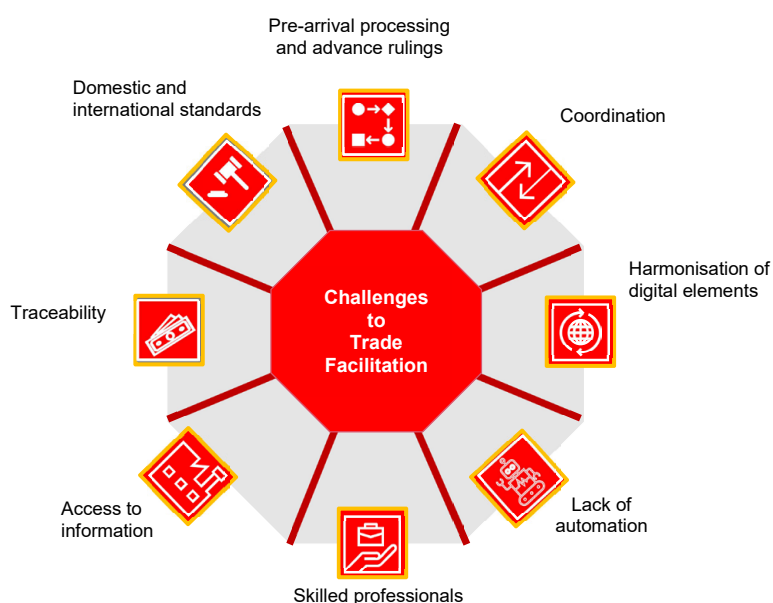 Pre-arrival processing
and advance rulings
Domestic and
international standards
Coordination
Harmonisation of
digital elements
Traceability
Challenges
to
Trade
Facilitation
Access to
information
Lack of
automation
Skilled professionals